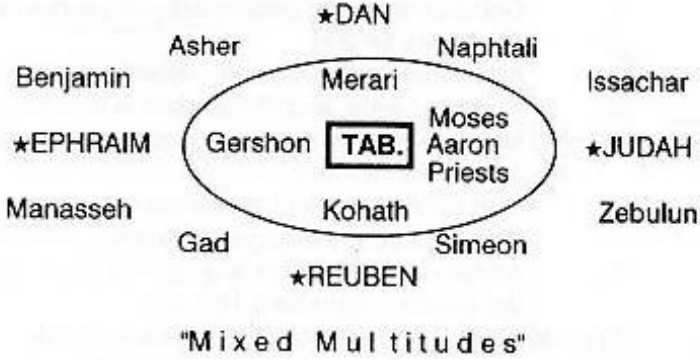 ★DAN
Asher Naphtali
Benjamin Merari Issachar
★EPHRAIM Gershon TAB. Moses Aaron Priests ★JUDAH
Manasseh Kohath Zebulun
Gad Simeon
★REUBEN
"Mixed Multitudes"